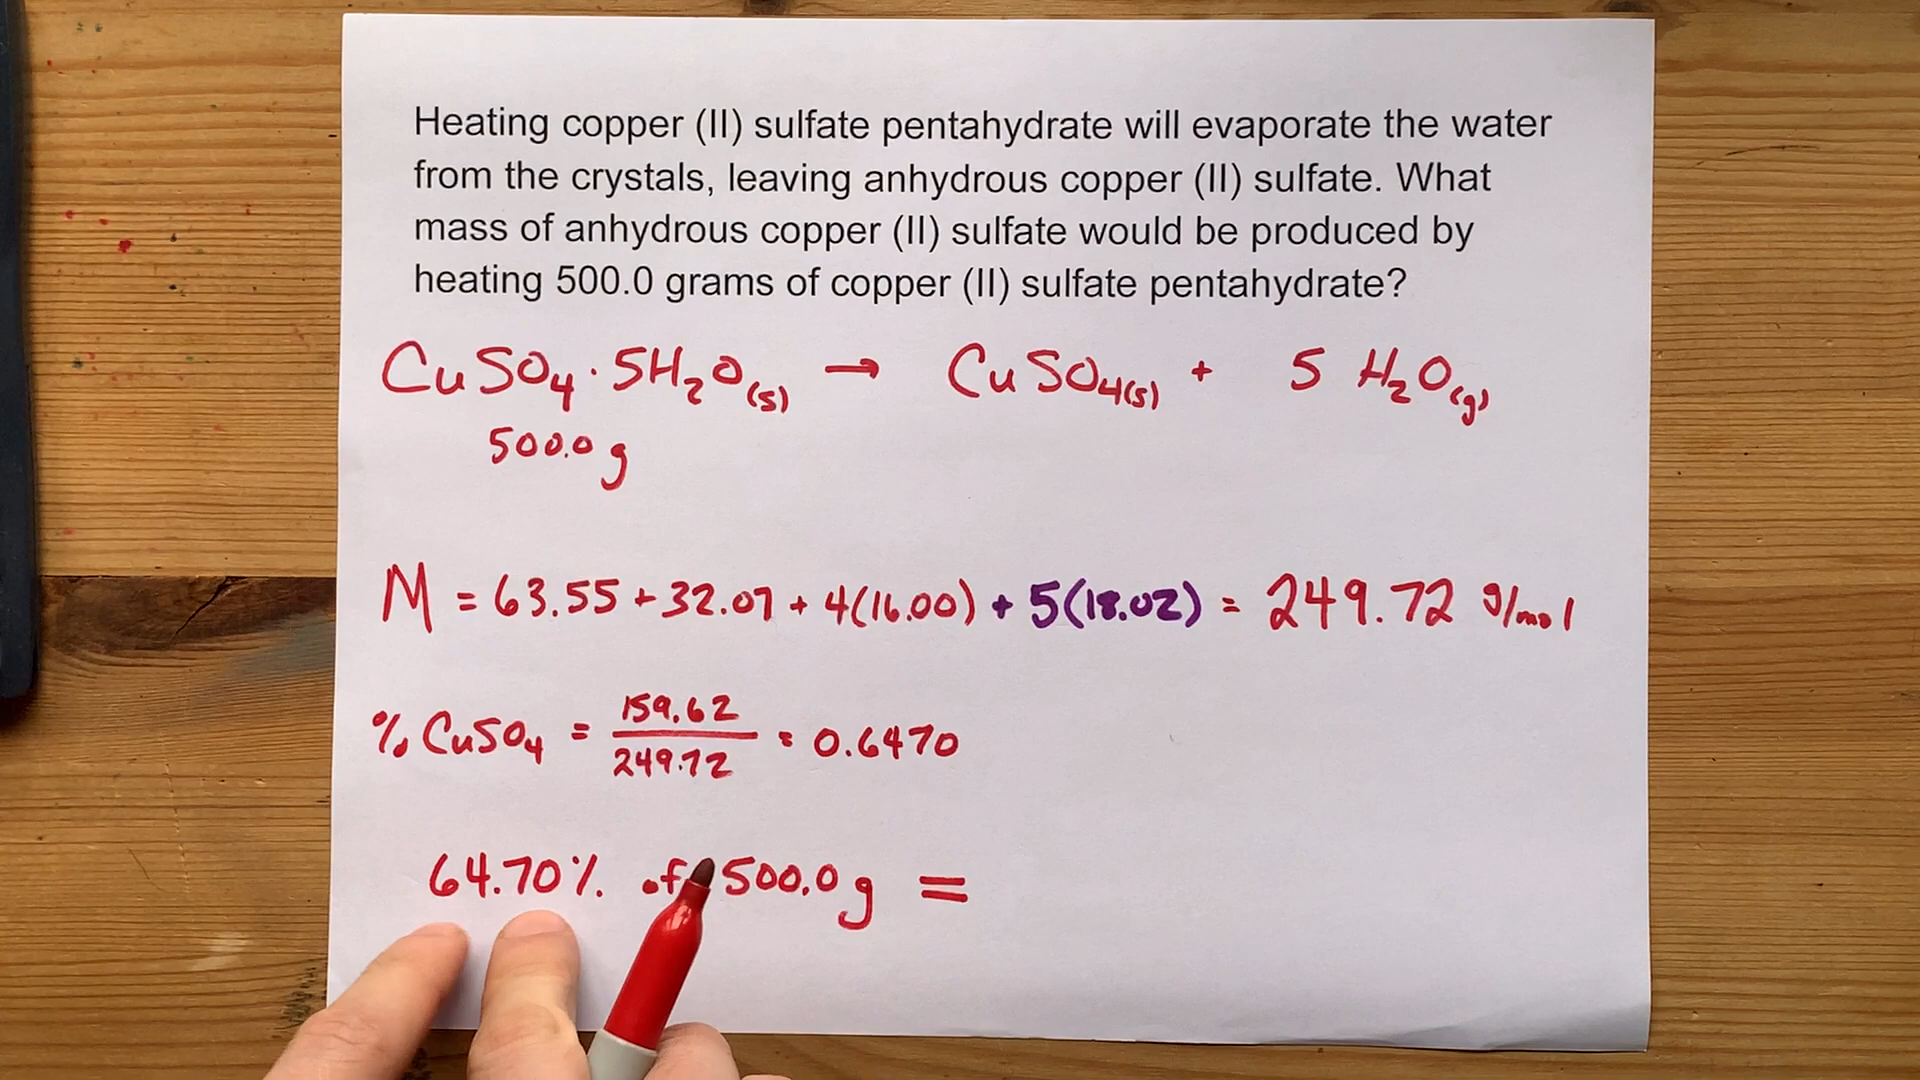 Heating copper (II) sulfate pentahydrate will evaporate the water
from the crystals, leaving anhydrous copper (II) sulfate. What
mass of anhydrous copper (II) sulfate would be produced by
heating 500.0 grams of copper (II) sulfate pentahydrate?
CuSO₄·5H₂O(s) → CuSO₄(s) + 5 H₂O(g)
500.0 g
M = 63.55 + 32.07 + 4(16.00) + 5(18.02) = 249.72 g/mol
% CuSO₄ = 159.62 / 249.72 = 0.6470
64.70% of 500.0 g =